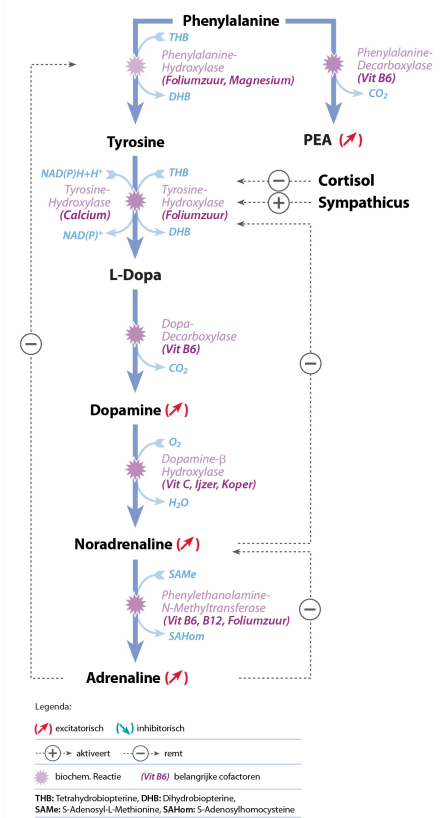 Phenylalanine
THB
Phenylalanine-
Hydroxylase
(Foliumzuur, Magnesium)
DHB
Phenylalanine-
Decarboxylase
(Vit B6)
CO₂
Tyrosine
PEA (↗)
NAD(P)H+H⁺
THB
Tyrosine-
Hydroxylase
(Calcium)
Tyrosine-
Hydroxylase
(Foliumzuur)
NAD(P)⁺
DHB
− Cortisol
+ Sympathicus
L-Dopa
Dopa-
Decarboxylase
(Vit B6)
CO₂
−
−
Dopamine (↗)
O₂
Dopamine-β
Hydroxylase
(Vit C, Ijzer, Koper)
H₂O
Noradrenaline (↗)
SAMe
Phenylethanolamine-
N-Methyltransferase
(Vit B6, B12, Foliumzuur)
SAHom
−
Adrenaline (↗)
Legenda:
(↗) excitatorisch (↘) inhibitorisch
+ aktiveert − remt
biochem. Reactie (Vit B6) belangrijke cofactoren
THB: Tetrahydrobiopterine, DHB: Dihydrobiopterine,
SAMe: S-Adenosyl-L-Methionine, SAHom: S-Adenosylhomocysteine